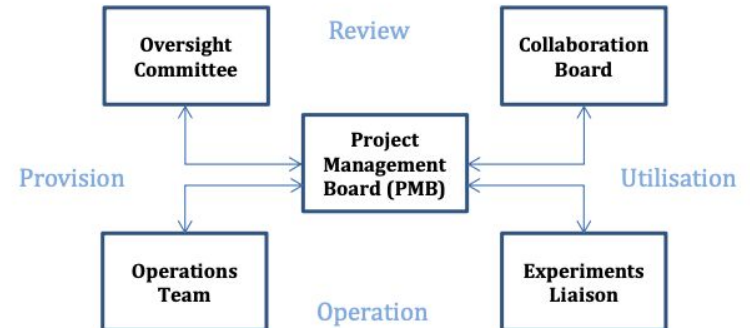 Review
Oversight
Committee
Collaboration
Board
Project
Management
Board (PMB)
Provision
Utilisation
Operations
Team
Experiments
Liaison
Operation